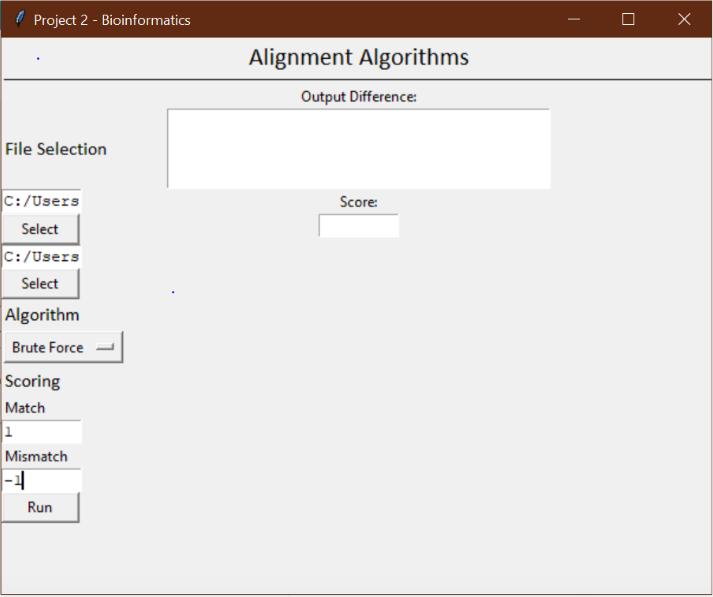 Project 2 - Bioinformatics
Alignment Algorithms
Output Difference:
File Selection
C:/Users
Score:
Select
C:/Users
Select
Algorithm
Brute Force
Scoring
Match
1
Mismatch
-1
Run